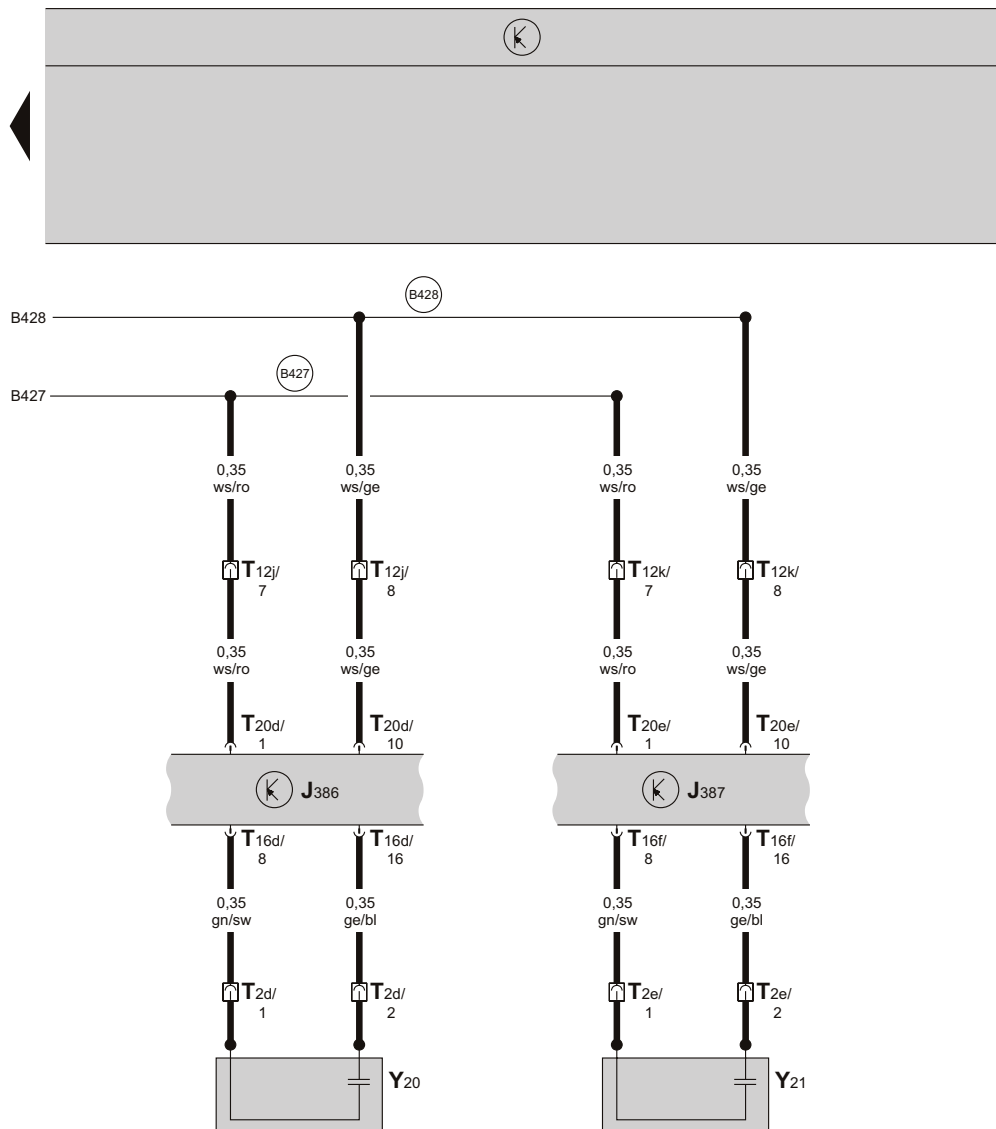 B428
B428
B427
B427
0,35 0,35 0,35 0,35
ws/ro ws/ge ws/ro ws/ge
T12j/ T12j/ T12k/ T12k/
7 8 7 8
0,35 0,35 0,35 0,35
ws/ro ws/ge ws/ro ws/ge
T20d/ T20d/ T20e/ T20e/
1 10 1 10
J386 J387
T16d/ T16d/ T16f/ T16f/
8 16 8 16
0,35 0,35 0,35 0,35
gn/sw ge/bl gn/sw ge/bl
T2d/ T2d/ T2e/ T2e/
1 2 1 2
Y20 Y21